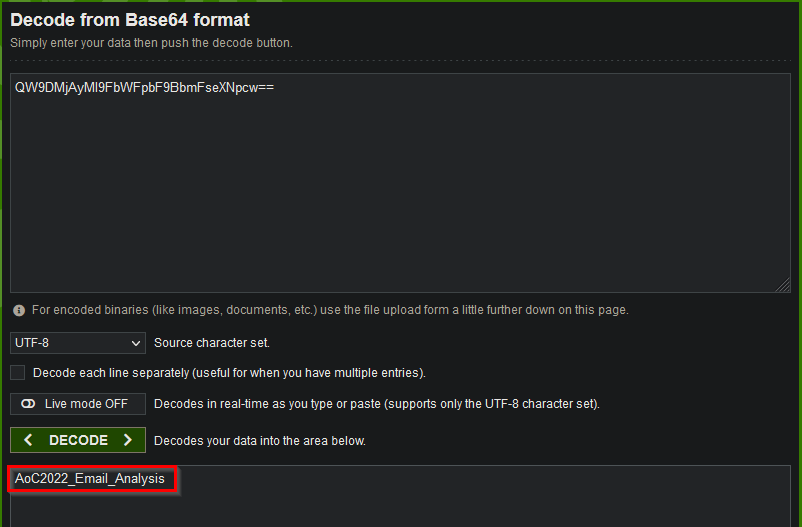 Decode from Base64 format
Simply enter your data then push the decode button.
QW9DMjAyMl9FbWFpbF9BbmFseXNpcw==
For encoded binaries (like images, documents, etc.) use the file upload form a little further down on this page.
UTF-8 Source character set.
Decode each line separately (useful for when you have multiple entries).
Live mode OFF Decodes in real-time as you type or paste (supports only the UTF-8 character set).
DECODE Decodes your data into the area below.
AoC2022_Email_Analysis